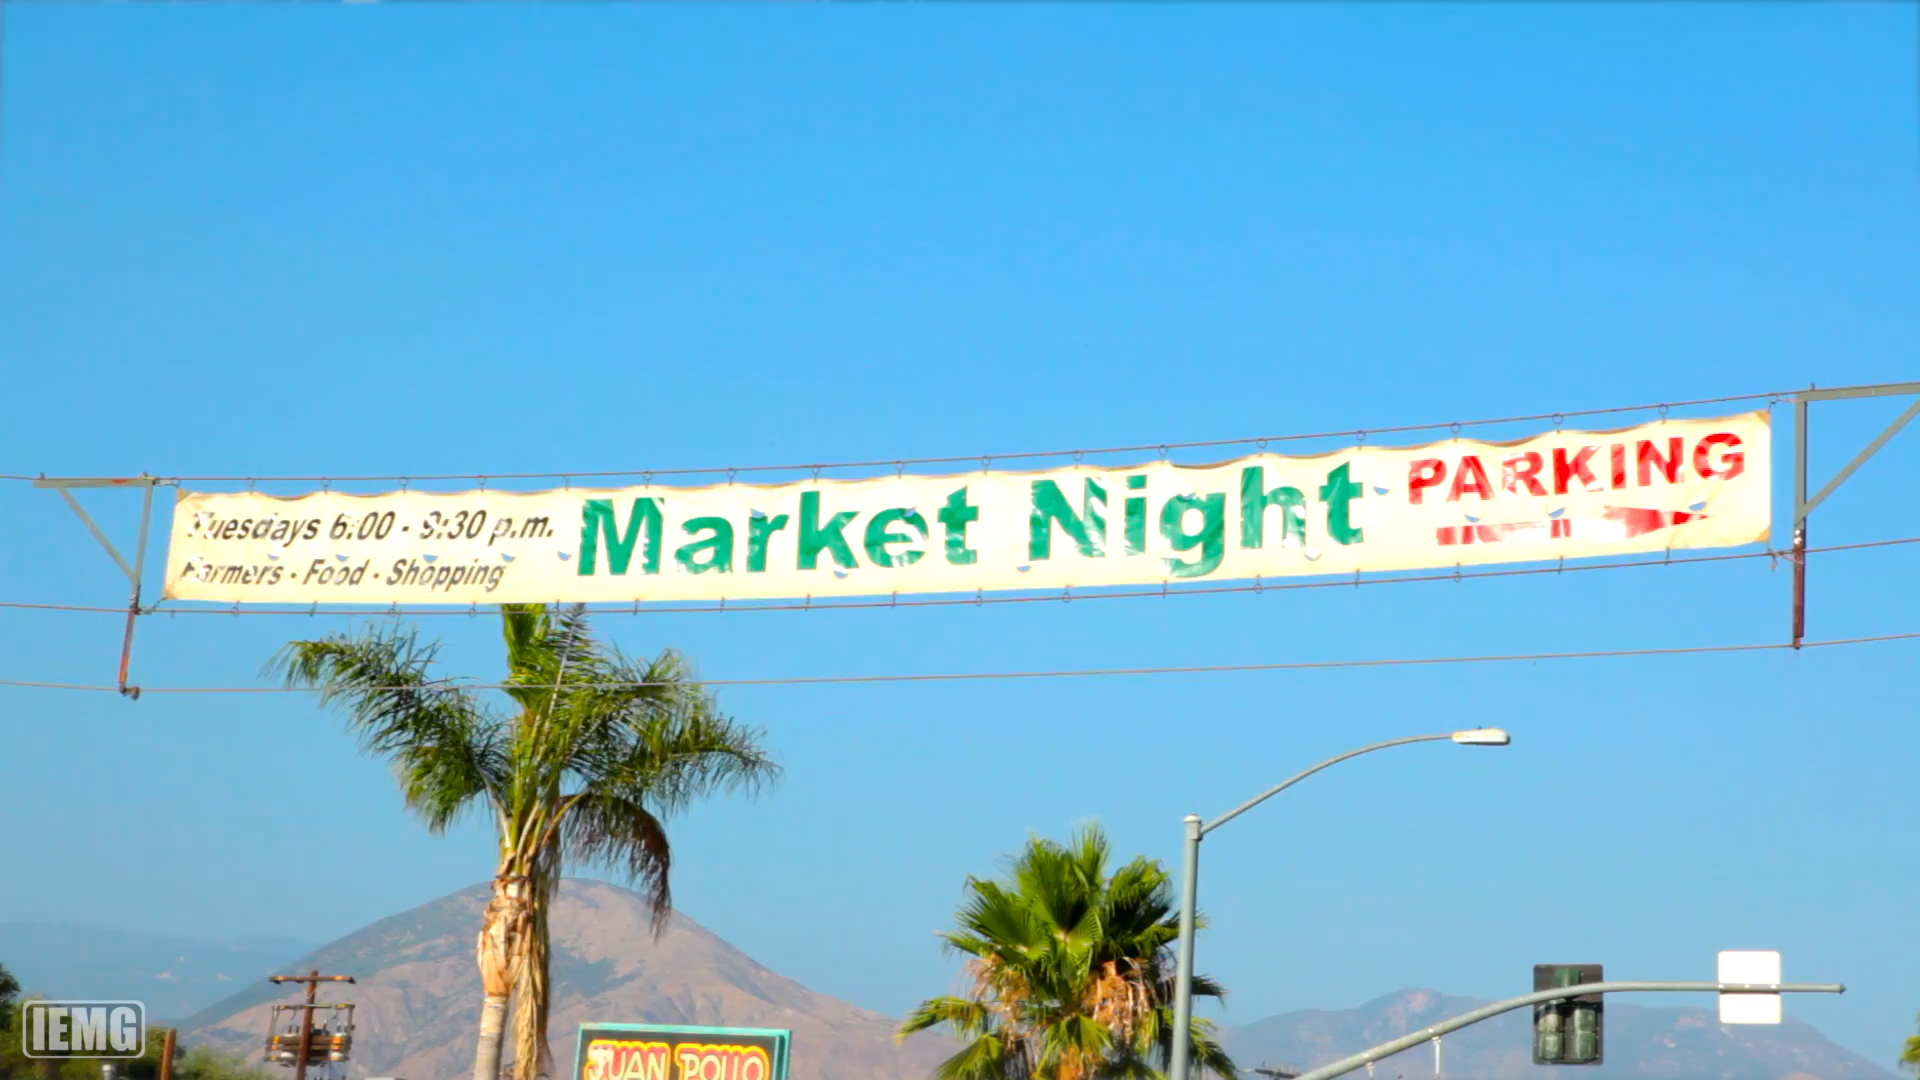 Tuesdays 6:00 - 9:30 p.m.
Farmers - Food - Shopping
Market Night
PARKING
JUAN POLLO
IEMG